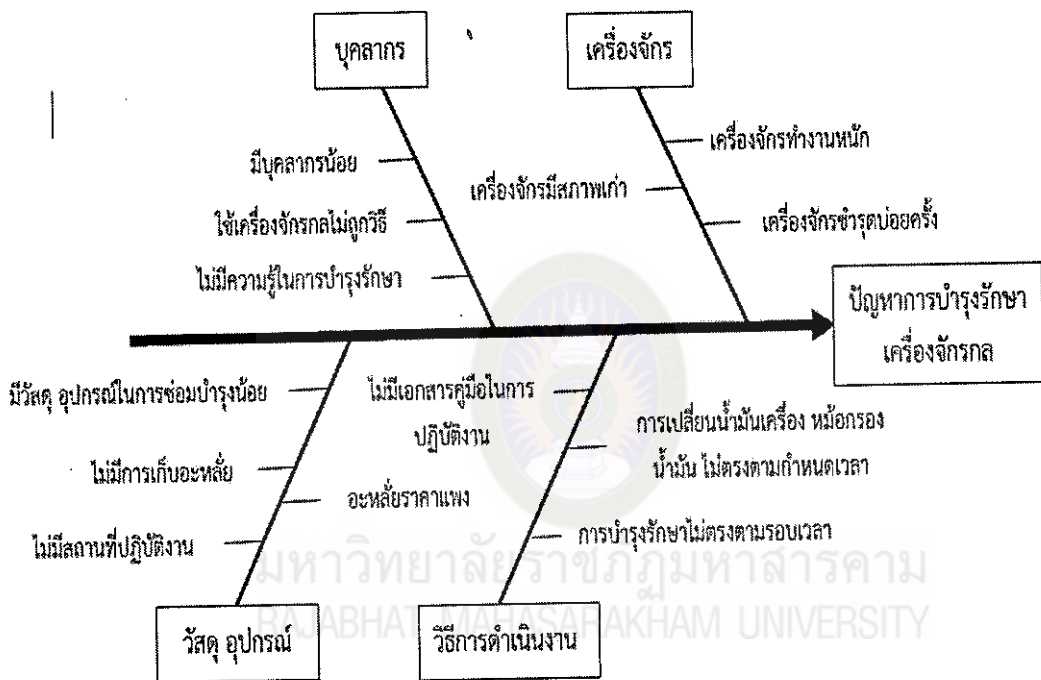 บุคลากร
เครื่องจักร
มีบุคลากรน้อย
ใช้เครื่องจักรกลไม่ถูกวิธี
ไม่มีความรู้ในการบำรุงรักษา
เครื่องจักรทำงานหนัก
เครื่องจักรมีสภาพเก่า
เครื่องจักรชำรุดบ่อยครั้ง
ปัญหาการบำรุงรักษา
เครื่องจักรกล
มีวัสดุ อุปกรณ์ในการซ่อมบำรุงน้อย
ไม่มีการเก็บอะหลั่ย
อะหลั่ยราคาแพง
ไม่มีสถานที่ปฏิบัติงาน
ไม่มีเอกสารคู่มือในการ
ปฏิบัติงาน
การเปลี่ยนน้ำมันเครื่อง หม้อกรอง
น้ำมัน ไม่ตรงตามกำหนดเวลา
การบำรุงรักษาไม่ตรงตามรอบเวลา
วัสดุ อุปกรณ์
วิธีการดำเนินงาน
มหาวิทยาลัยราชภัฏมหาสารคาม
RAJABHAT MAHASARAKHAM UNIVERSITY